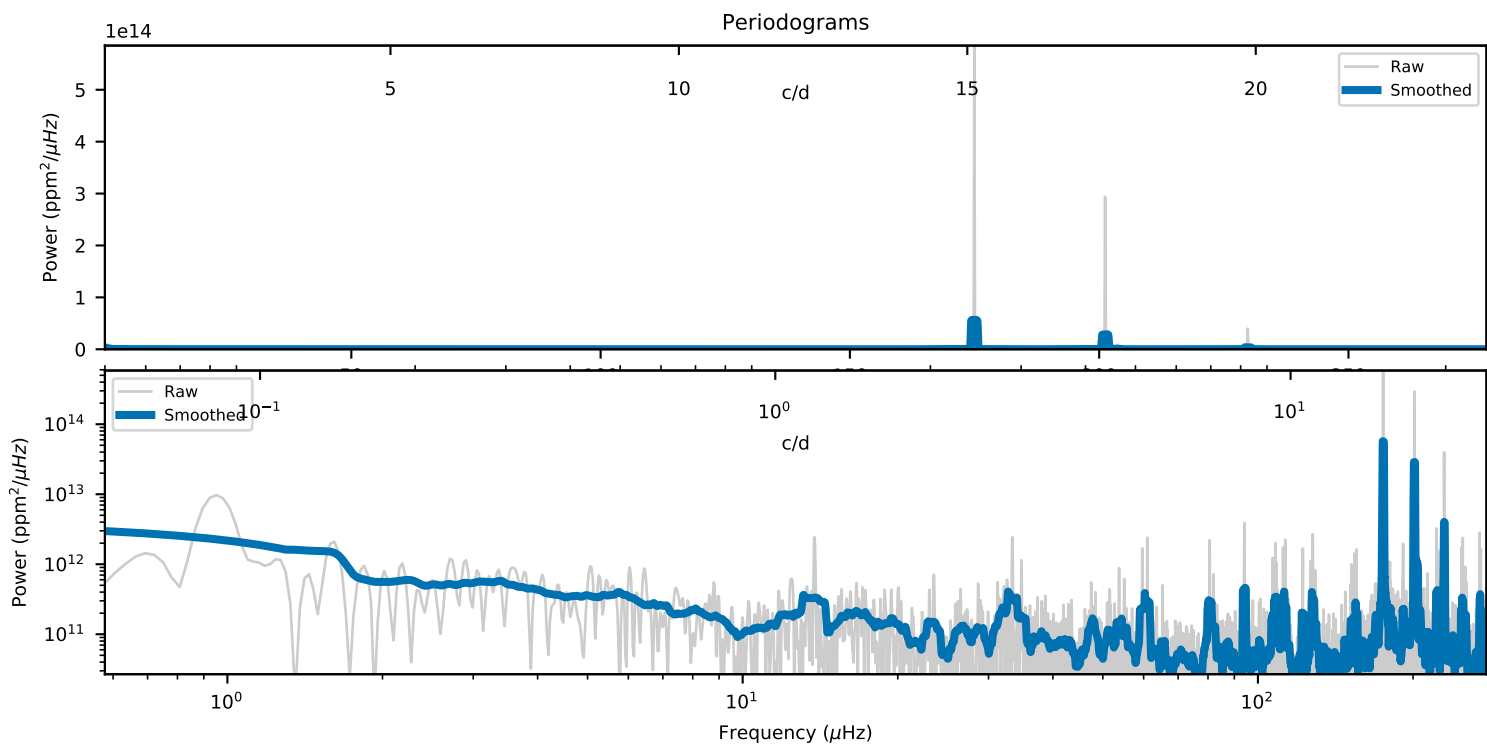 Periodograms
1e14
5 10 15 20
c/d
Raw
Smoothed
5
4
3
2
1
0
Power (ppm²/μHz)
Raw
Smoothed
10⁻¹ 10⁰ 10¹
c/d
10¹⁴
10¹³
10¹²
10¹¹
Power (ppm²/μHz)
10⁰ 10¹ 10²
Frequency (μHz)